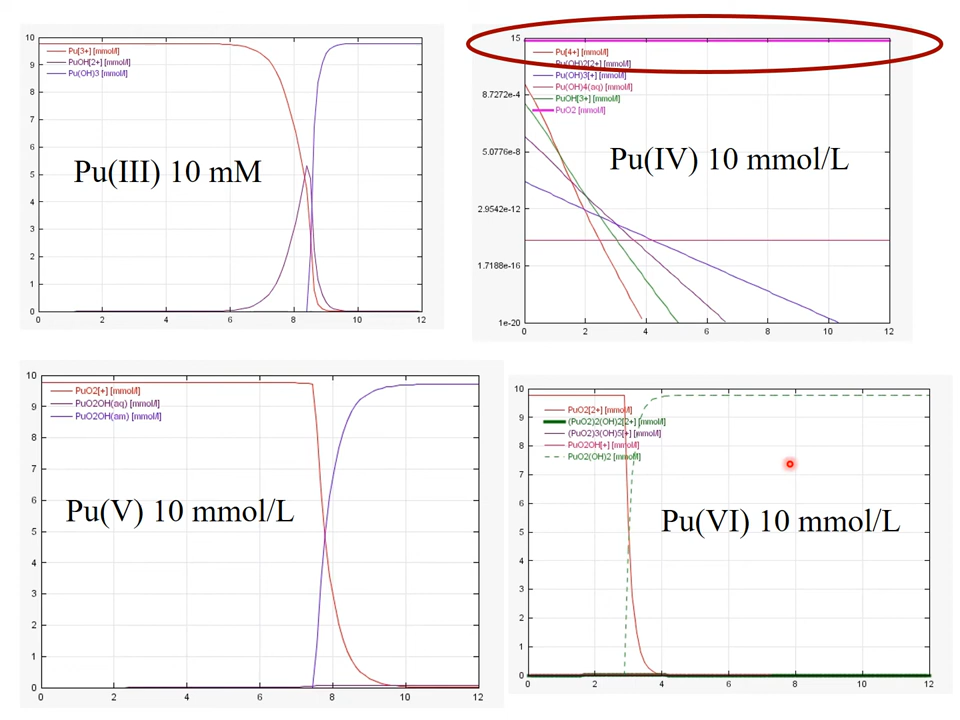 10
9
8
7
6
5
4
3
2
1
0
Pu[3+] [mmol/l]
PuOH[2+] [mmol/l]
Pu(OH)3 [mmol/l]
Pu(III) 10 mM
0 2 4 6 8 10 12
15
8.7272e-4
5.0776e-8
2.9542e-12
1.7188e-16
1e-20
Pu[4+] [mmol/l]
Pu(OH)2[2+] [mmol/l]
Pu(OH)3[+] [mmol/l]
Pu(OH)4(aq) [mmol/l]
PuOH[3+] [mmol/l]
PuO2 [mmol/l]
Pu(IV) 10 mmol/L
0 2 4 6 8 10 12
10
9
8
7
6
5
4
3
2
1
0
PuO2[+] [mmol/l]
PuO2OH(aq) [mmol/l]
PuO2OH(am) [mmol/l]
Pu(V) 10 mmol/L
0 2 4 6 8 10 12
10
9
8
7
6
5
4
3
2
1
0
PuO2[2+] [mmol/l]
(PuO2)2(OH)2[2+] [mmol/l]
(PuO2)3(OH)5[+] [mmol/l]
PuO2OH[+] [mmol/l]
PuO2(OH)2 [mmol/l]
Pu(VI) 10 mmol/L
0 2 4 6 8 10 12